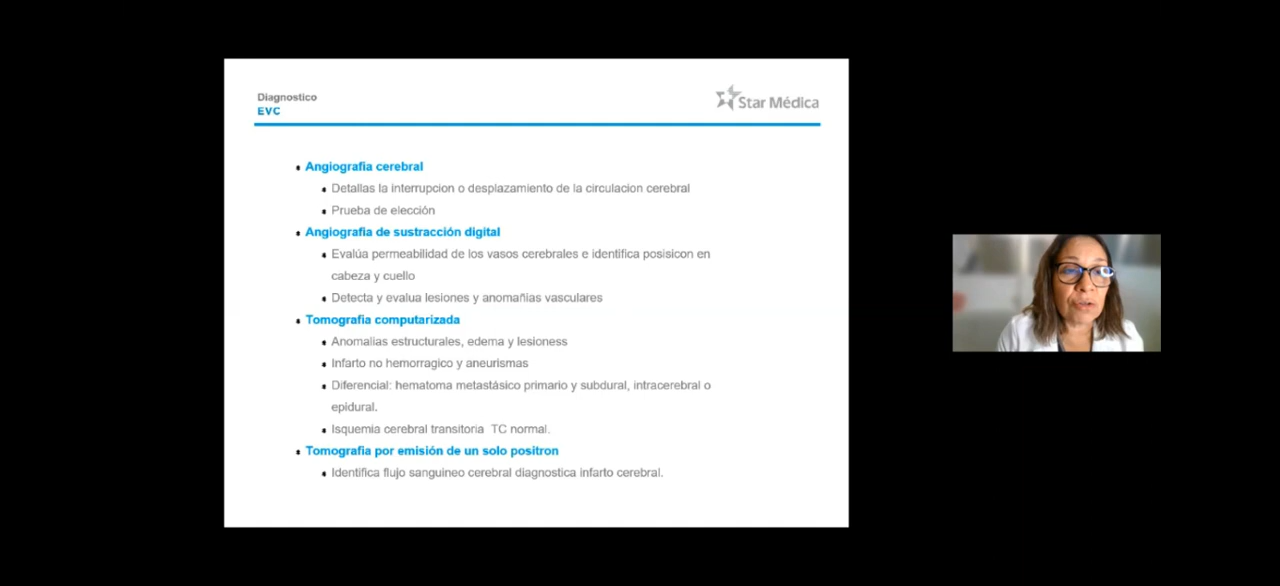 Diagnostico
EVC
Star Médica
Angiografia cerebral
Detallas la interrupcion o desplazamiento de la circulacion cerebral
Prueba de elección
Angiografia de sustracción digital
Evalúa permeabilidad de los vasos cerebrales e identifica posisicon en
cabeza y cuello
Detecta y evalua lesiones y anomañias vasculares
Tomografia computarizada
Anomalias estructurales, edema y lesioness
Infarto no hemorragico y aneurismas
Diferencial: hematoma metastásico primario y subdural, intracerebral o
epidural.
Isquemia cerebral transitoria TC normal.
Tomografia por emisión de un solo positron
Identifica flujo sanguineo cerebral diagnostica infarto cerebral.